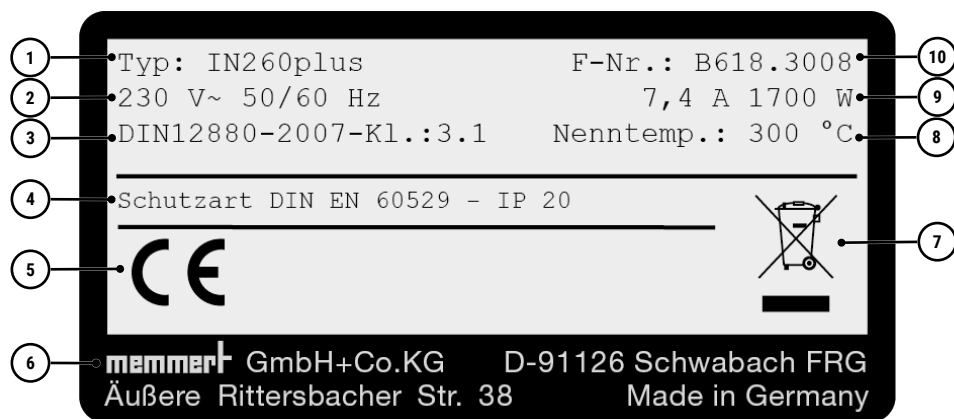 1 Typ: IN260plus F-Nr.: B618.3008 10
2 230 V~ 50/60 Hz 7,4 A 1700 W 9
3 DIN12880-2007-Kl.:3.1 Nenntemp.: 300 °C 8
4 Schutzart DIN EN 60529 - IP 20
5 CE 7
6 memmert GmbH+Co.KG D-91126 Schwabach FRG
Äußere Rittersbacher Str. 38 Made in Germany